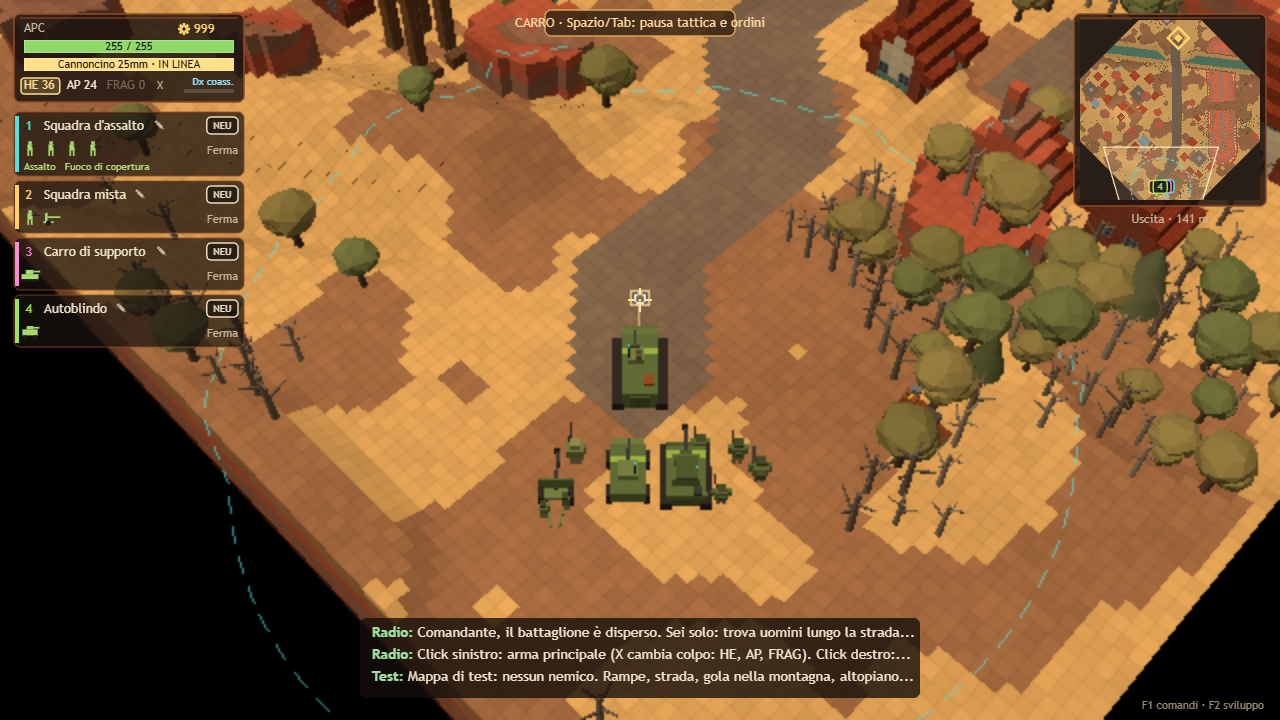 APC 999
255 / 255
Cannoncino 25mm • IN LINEA
HE 36 AP 24 FRAG 0 X Dx coass.
1 Squadra d'assalto NEU
Ferma
Assalto Fuoco di copertura
2 Squadra mista NEU
Ferma
3 Carro di supporto NEU
Ferma
4 Autoblindo NEU
Ferma
CARRO • Spazio/Tab: pausa tattica e ordini
4
Uscita • 141 m
Radio: Comandante, il battaglione è disperso. Sei solo: trova uomini lungo la strada...
Radio: Click sinistro: arma principale (X cambia colpo: HE, AP, FRAG). Click destro:...
Test: Mappa di test: nessun nemico. Rampe, strada, gola nella montagna, altopiano...
F1 comandi • F2 sviluppo